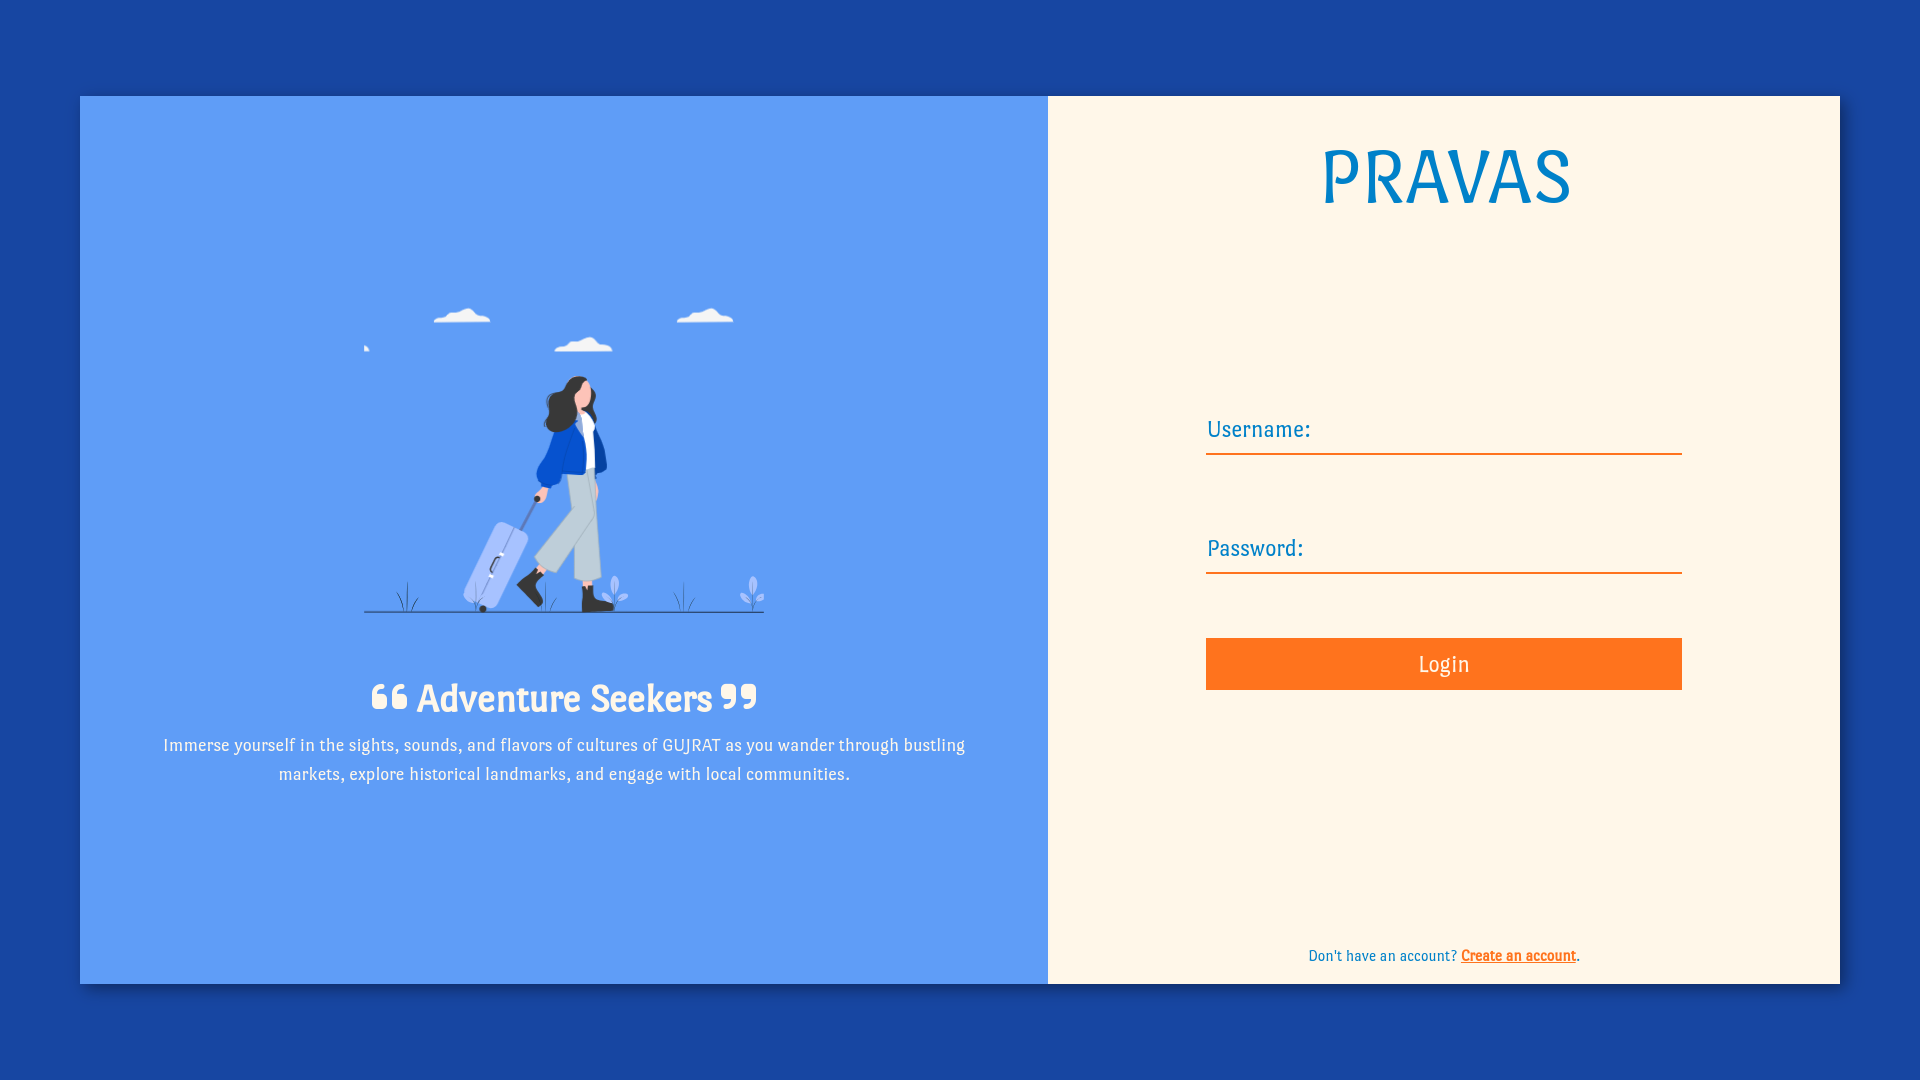 PRAVAS
Username:
Password:
Login
❝ Adventure Seekers ❞
Immerse yourself in the sights, sounds, and flavors of cultures of GUJRAT as you wander through bustling
markets, explore historical landmarks, and engage with local communities.
Don't have an account? Create an account.